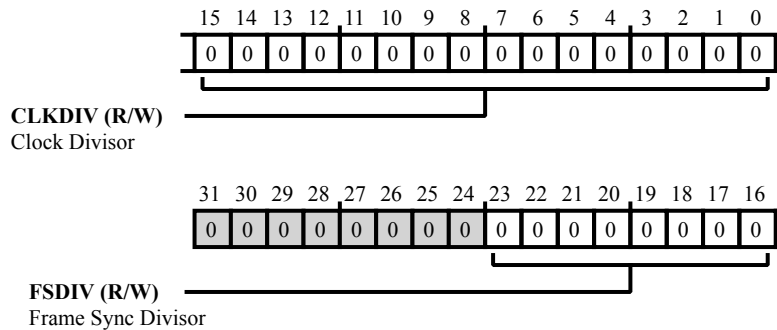 15 14 13 12 11 10 9 8 7 6 5 4 3 2 1 0
0 0 0 0 0 0 0 0 0 0 0 0 0 0 0 0
CLKDIV (R/W)
Clock Divisor
31 30 29 28 27 26 25 24 23 22 21 20 19 18 17 16
0 0 0 0 0 0 0 0 0 0 0 0 0 0 0 0
FSDIV (R/W)
Frame Sync Divisor